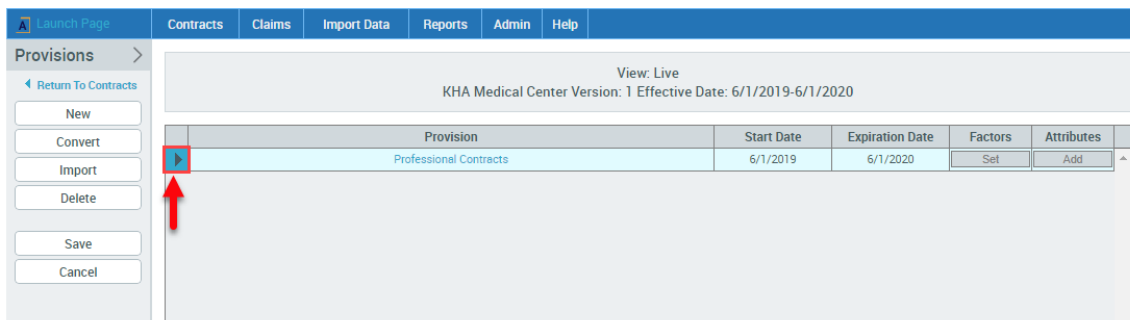 Launch Page
Contracts Claims Import Data Reports Admin Help
Provisions
Return To Contracts
New
Convert
Import
Delete
Save
Cancel
View: Live
KHA Medical Center Version: 1 Effective Date: 6/1/2019-6/1/2020
Provision Start Date Expiration Date Factors Attributes
Professional Contracts 6/1/2019 6/1/2020 Set Add